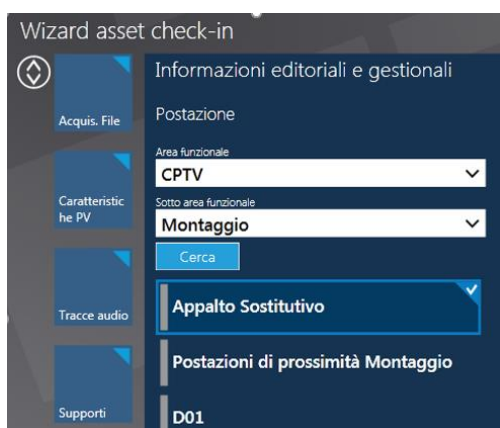 Wizard asset check-in
Informazioni editoriali e gestionali
Acquis. File
Postazione
Area funzionale
CPTV
Caratteristic
he PV
Sotto area funzionale
Montaggio
Cerca
Tracce audio
Appalto Sostitutivo
Postazioni di prossimità Montaggio
Supporti
D01